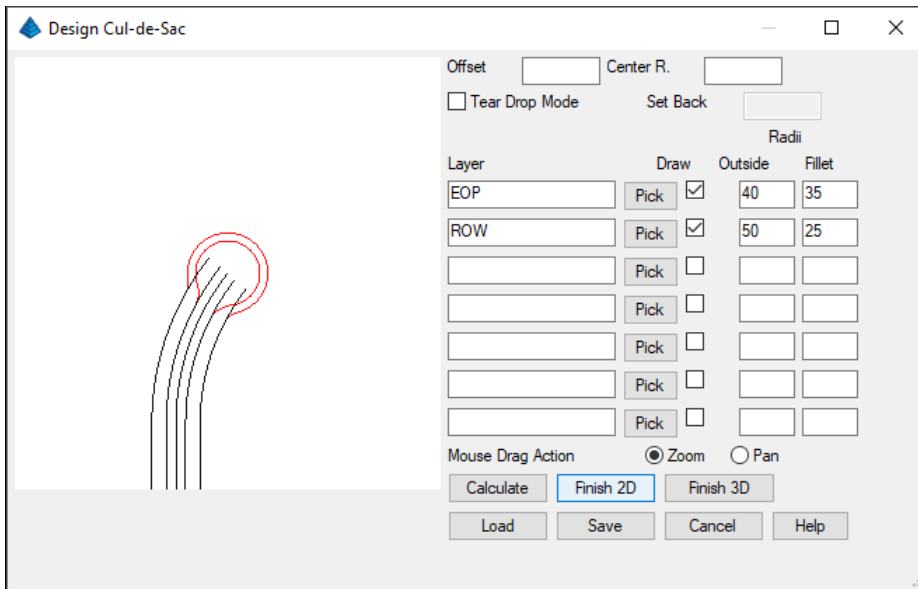 Design Cul-de-Sac
Offset Center R.
Tear Drop Mode Set Back
Radii
Layer Draw Outside Fillet
EOP Pick 40 35
ROW Pick 50 25
Pick
Pick
Pick
Pick
Pick
Mouse Drag Action Zoom Pan
Calculate Finish 2D Finish 3D
Load Save Cancel Help